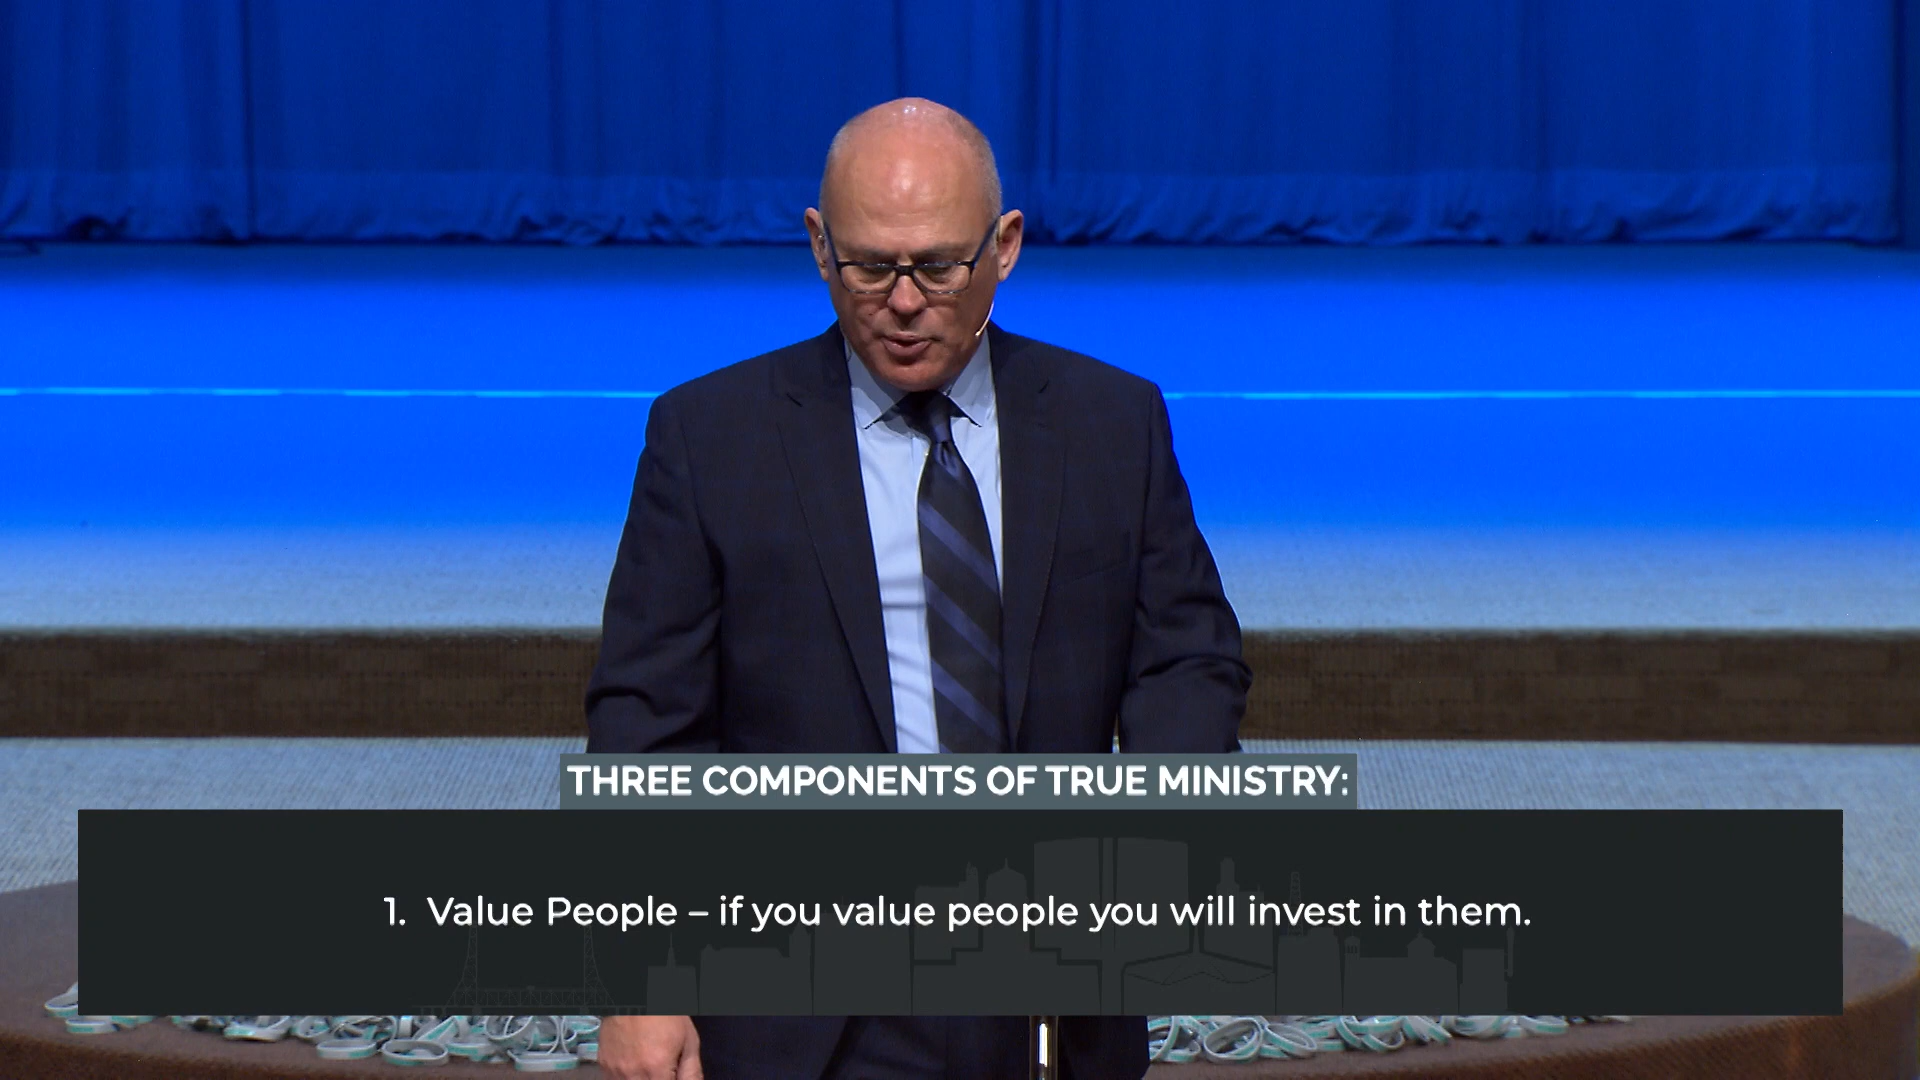 THREE COMPONENTS OF TRUE MINISTRY:
1. Value People – if you value people you will invest in them.